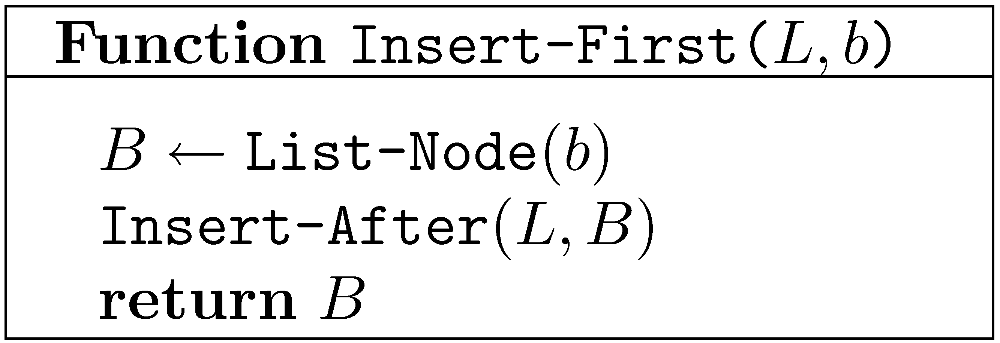 Function Insert-First(L, b)
B ← List-Node(b)
Insert-After(L, B)
return B